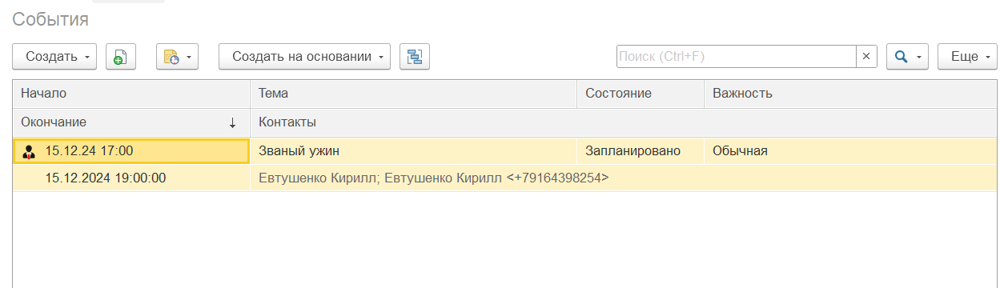 События
Создать Создать на основании Поиск (Ctrl+F) × Еще
Начало Тема Состояние Важность
Окончание ↓ Контакты
15.12.24 17:00 Званый ужин Запланировано Обычная
15.12.2024 19:00:00 Евтушенко Кирилл; Евтушенко Кирилл <+79164398254>